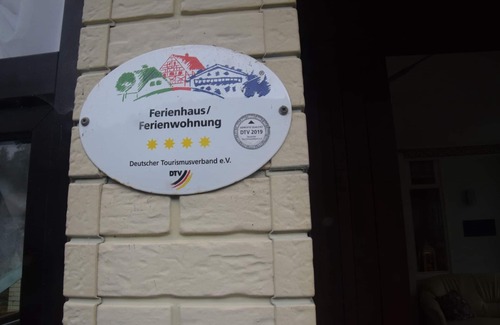 Ferienhaus/
Ferienwohnung
DTV 2019
Deutscher Tourismusverband e.V.
DTV